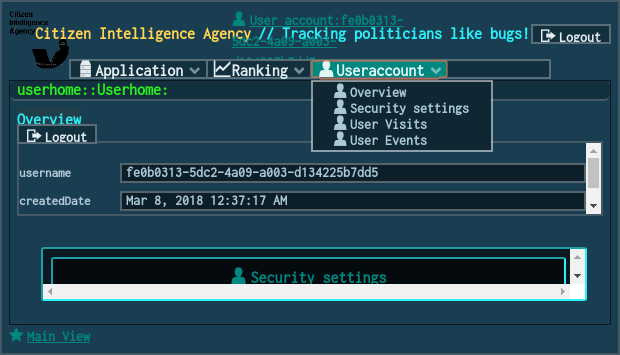 Citizen
Intelligence
Agency
User account:fe0b0313-
Citizen Intelligence Agency // Tracking politicians like bugs!
Logout
5dc2-4a09-a003-
Application
Ranking
Useraccount
userhome::Userhome:
Overview
Security settings
User Visits
User Events
Overview
Logout
username
fe0b0313-5dc2-4a09-a003-d134225b7dd5
createdDate
Mar 8, 2018 12:37:17 AM
Security settings
Main View